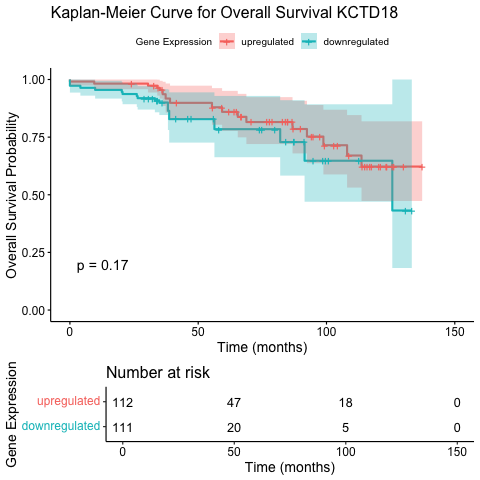 Kaplan-Meier Curve for Overall Survival KCTD18
Gene Expression upregulated downregulated
Overall Survival Probability
1.00
0.75
0.50
0.25
0.00
p = 0.17
0 50 100 150
Time (months)
Number at risk
Gene Expression
upregulated 112 47 18 0
downregulated 111 20 5 0
0 50 100 150
Time (months)